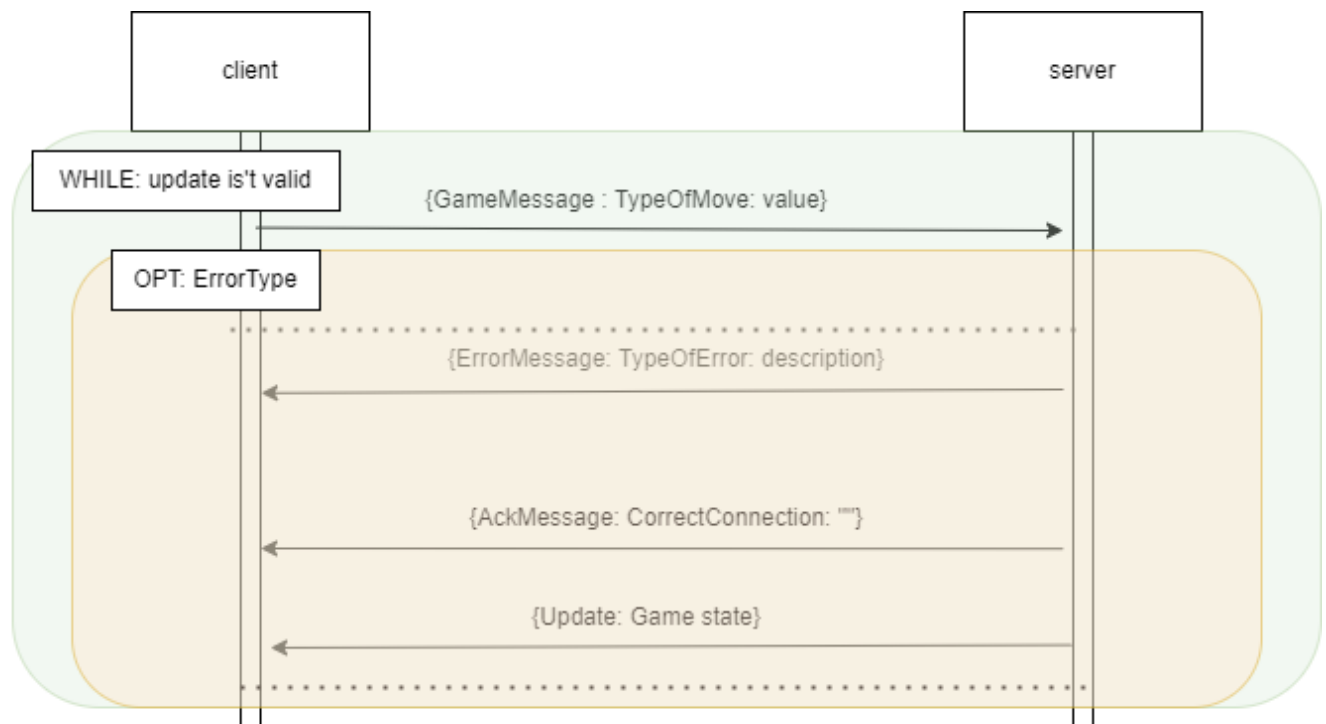 client
server
WHILE: update is't valid
{GameMessage : TypeOfMove: value}
OPT: ErrorType
{ErrorMessage: TypeOfError: description}
{AckMessage: CorrectConnection: ""}
{Update: Game state}